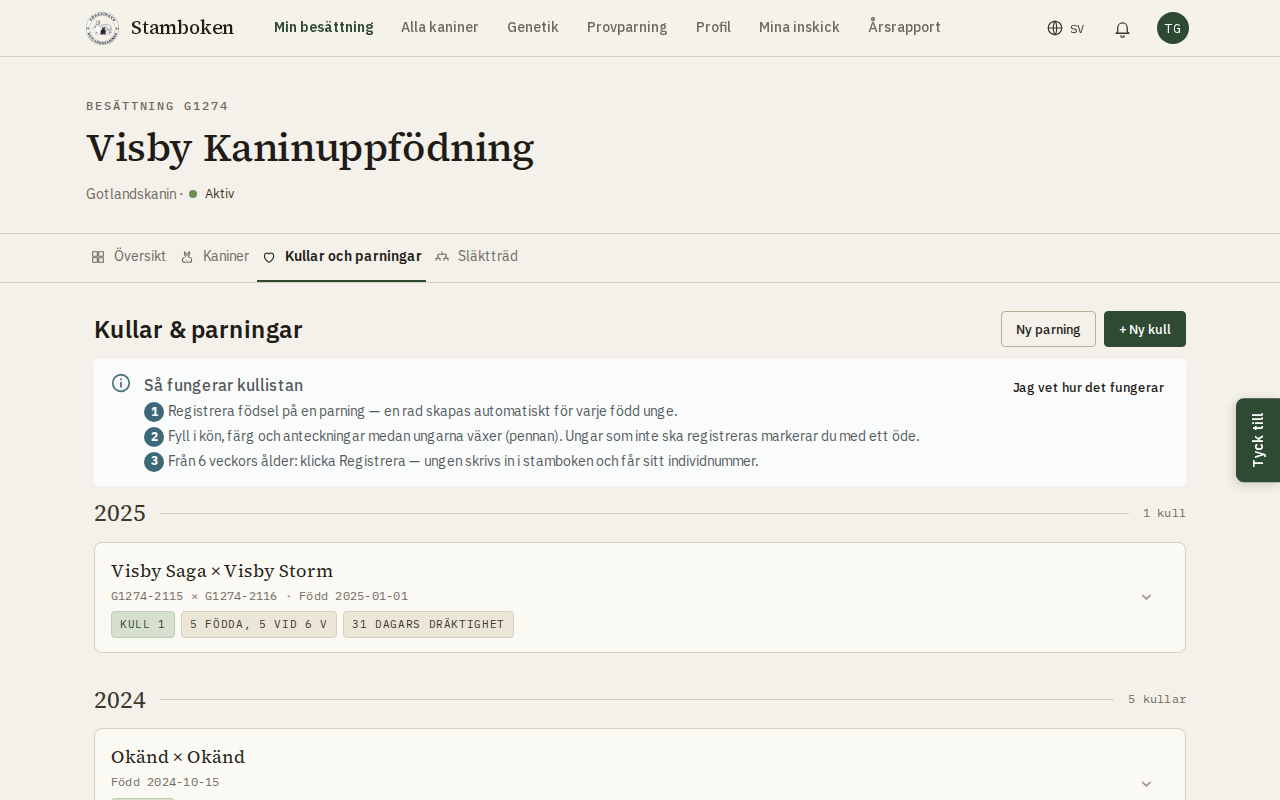 Stamboken
Min besättning
Alla kaniner
Genetik
Provparning
Profil
Mina inskick
Årsrapport
SV
TG
BESÄTTNING G1274
Visby Kaninuppfödning
Gotlandskanin · Aktiv
Översikt
Kaniner
Kullar och parningar
Släktträd
Kullar & parningar
Ny parning
+ Ny kull
Så fungerar kullistan
Jag vet hur det fungerar
1 Registrera födsel på en parning — en rad skapas automatiskt för varje född unge.
2 Fyll i kön, färg och anteckningar medan ungarna växer (pennan). Ungar som inte ska registreras markerar du med ett öde.
3 Från 6 veckors ålder: klicka Registrera — ungen skrivs in i stamboken och får sitt individnummer.
Tyck till
2025
1 kull
Visby Saga × Visby Storm
G1274-2115 × G1274-2116 · Född 2025-01-01
KULL 1
5 FÖDDA, 5 VID 6 V
31 DAGARS DRÄKTIGHET
2024
5 kullar
Okänd × Okänd
Född 2024-10-15